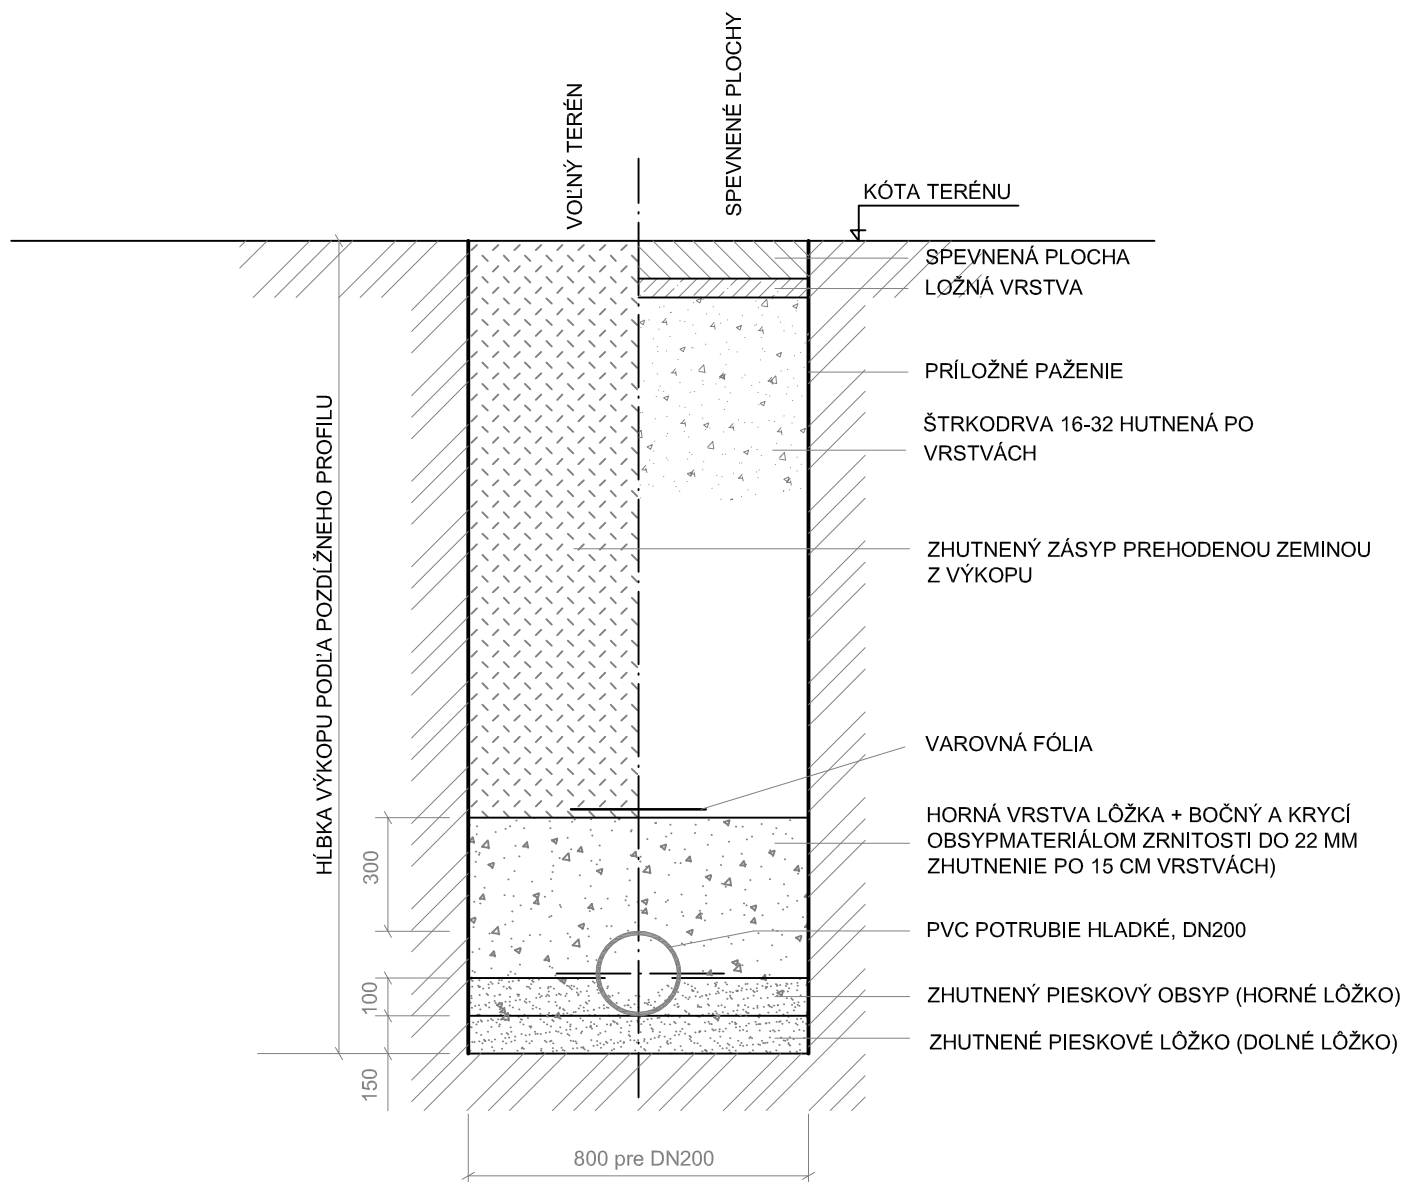 VOĽNÝ TERÉN
SPEVNENÉ PLOCHY
KÓTA TERÉNU
SPEVNENÁ PLOCHA
LOŽNÁ VRSTVA
PRÍLOŽNÉ PAŽENIE
ŠTRKODRVA 16-32 HUTNENÁ PO
VRSTVÁCH
ZHUTNENÝ ZÁSYP PREHODENOU ZEMINOU
Z VÝKOPU
VAROVNÁ FÓLIA
HORNÁ VRSTVA LÔŽKA + BOČNÝ A KRYCÍ
OBSYPMATERIÁLOM ZRNITOSTI DO 22 MM
ZHUTNENIE PO 15 CM VRSTVÁCH)
PVC POTRUBIE HLADKÉ, DN200
ZHUTNENÝ PIESKOVÝ OBSYP (HORNÉ LÔŽKO)
ZHUTNENÉ PIESKOVÉ LÔŽKO (DOLNÉ LÔŽKO)
HĹBKA VÝKOPU PODĽA POZDĹŽNEHO PROFILU
300
100
150
800 pre DN200